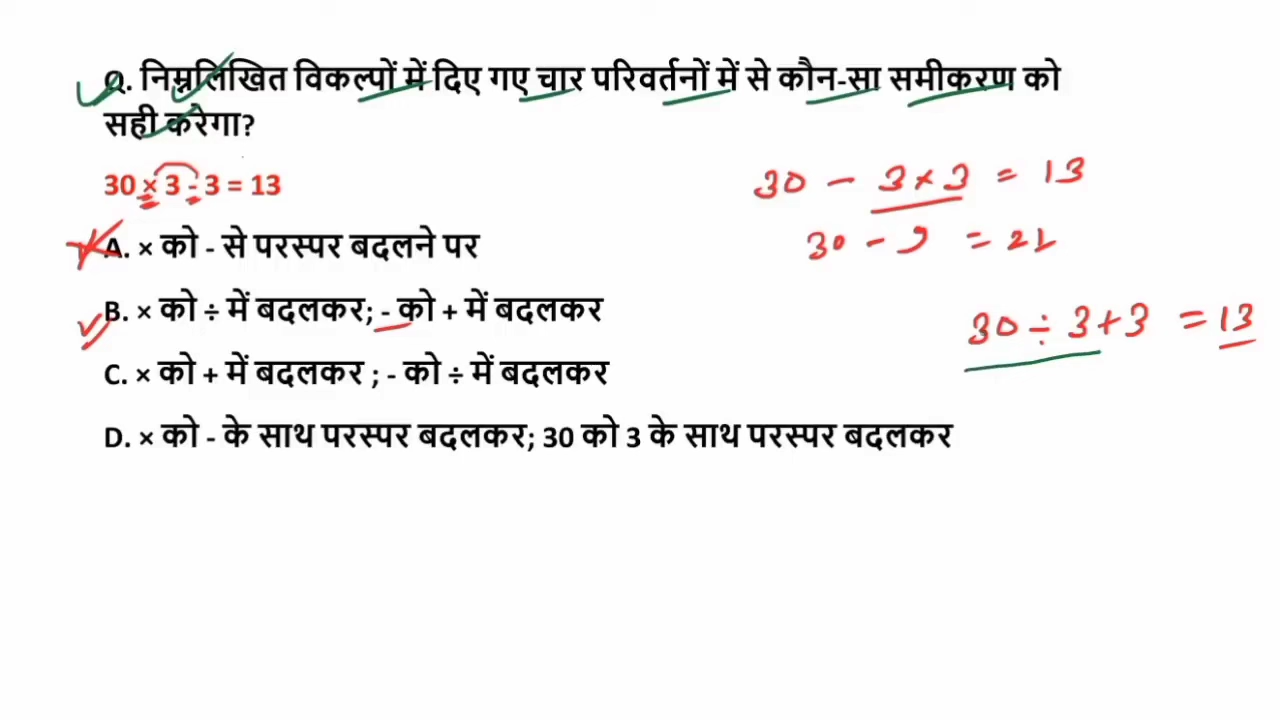 Q. निम्नलिखित विकल्पों में दिए गए चार परिवर्तनों में से कौन-सा समीकरण को
सही करेगा?
30 × 3 - 3 = 13
A. × को - से परस्पर बदलने पर
B. × को ÷ में बदलकर; - को + में बदलकर
C. × को + में बदलकर ; - को ÷ में बदलकर
D. × को - के साथ परस्पर बदलकर; 30 को 3 के साथ परस्पर बदलकर
30 - 3 × 3 = 13
30 - 9 = 21
30 ÷ 3 + 3 = 13